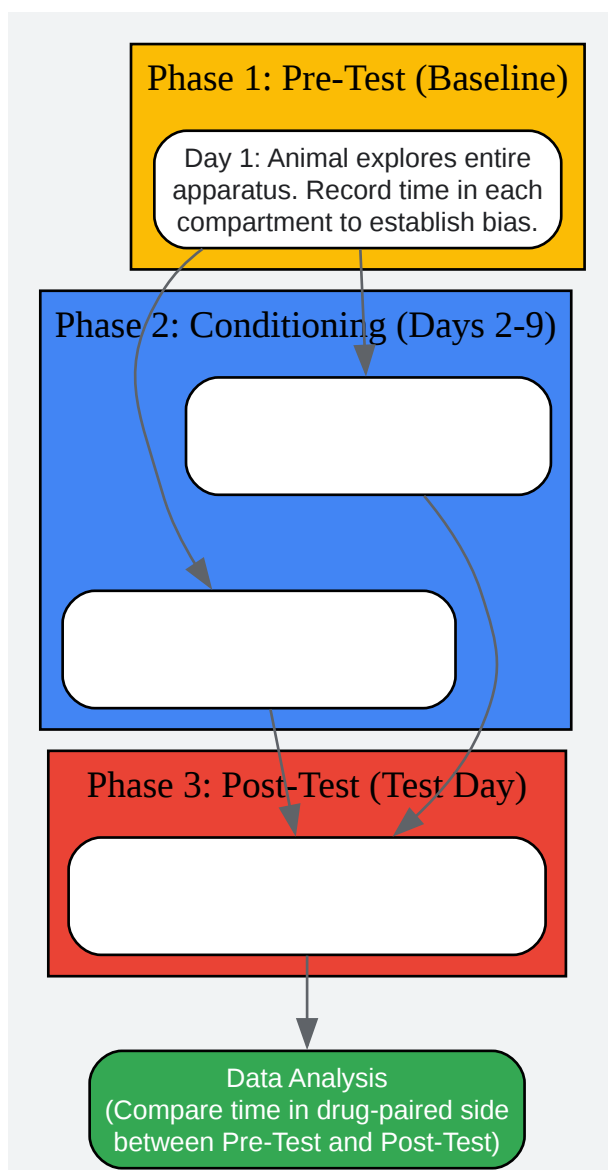 Phase 1: Pre-Test (Baseline)
Day 1: Animal explores entire
apparatus. Record time in each
compartment to establish bias.
Phase 2: Conditioning (Days 2-9)
Phase 3: Post-Test (Test Day)
Data Analysis
(Compare time in drug-paired side
between Pre-Test and Post-Test)